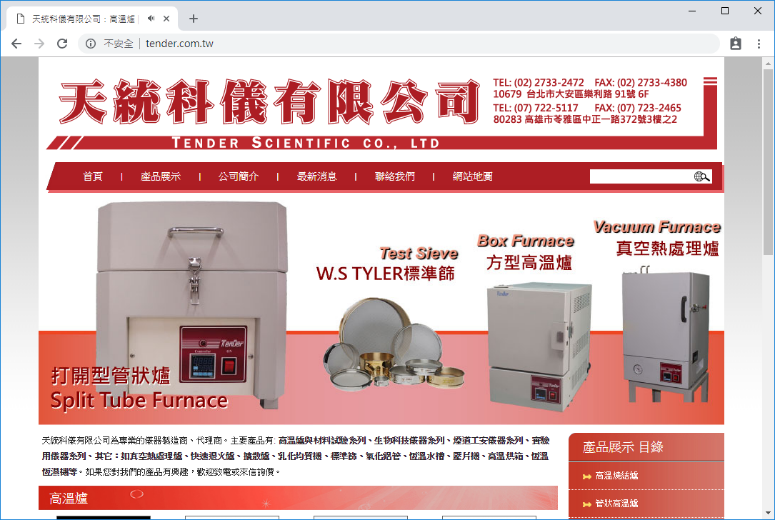 天統科儀有限公司：高溫爐
不安全 | tender.com.tw
天統科儀有限公司
TENDER SCIENTIFIC CO., LTD
TEL: (02) 2733-2472 FAX: (02) 2733-4380
10679 台北市大安區樂利路 91號 6F
TEL: (07) 722-5117 FAX: (07) 723-2465
80283 高雄市苓雅區中正一路372號3樓之2
首頁 | 產品展示 | 公司簡介 | 最新消息 | 聯絡我們 | 網站地圖
Test Sieve
W.S TYLER標準篩
Box Furnace
方型高溫爐
Vacuum Furnace
真空熱處理爐
打開型管狀爐
Split Tube Furnace
Tender
天統科儀有限公司為專業的儀器製造商、代理商。主要產品有: 高溫爐與材料試驗系列、生物科技儀器系列、環道工安儀器系列、實驗
用儀器系列、其它：如真空熱處理爐、快速退火爐、擴散爐、乳化均質機、標準篩、氧化鋁管、恆溫水槽、壓片機、高溫烘箱、恆溫
恆濕機等。如果您對我們的產品有興趣，歡迎致電或來信詢價。
高溫爐
產品展示 目錄
高溫燒結爐
管狀高溫爐